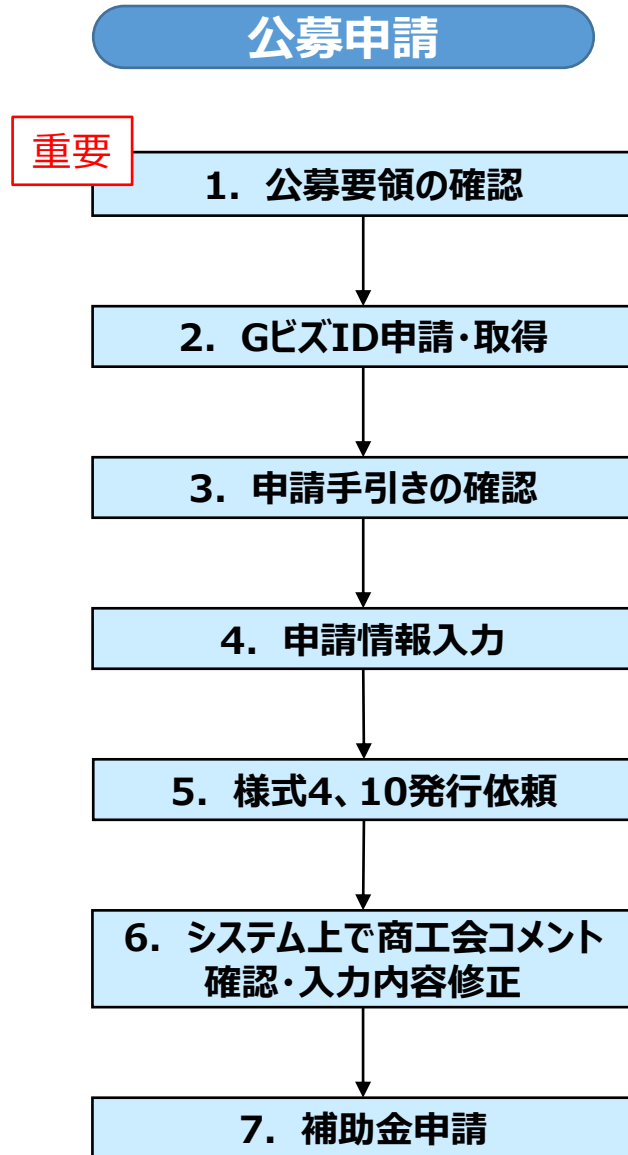 公募申請
重要
1. 公募要領の確認
2. GビズID申請・取得
3. 申請手引きの確認
4. 申請情報入力
5. 様式4、10発行依頼
6. システム上で商工会コメント
確認・入力内容修正
7. 補助金申請